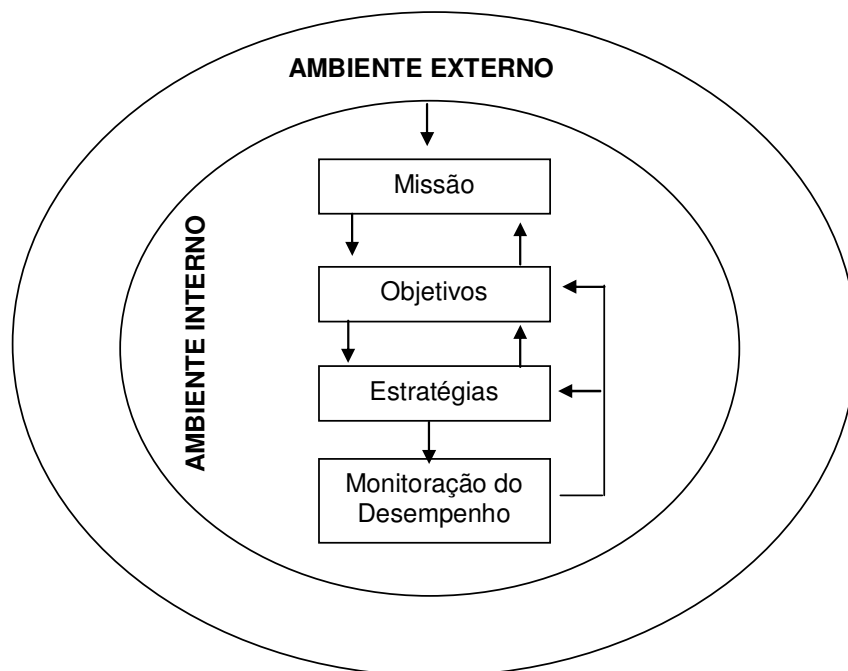 AMBIENTE EXTERNO
AMBIENTE INTERNO
Missão
Objetivos
Estratégias
Monitoração do
Desempenho